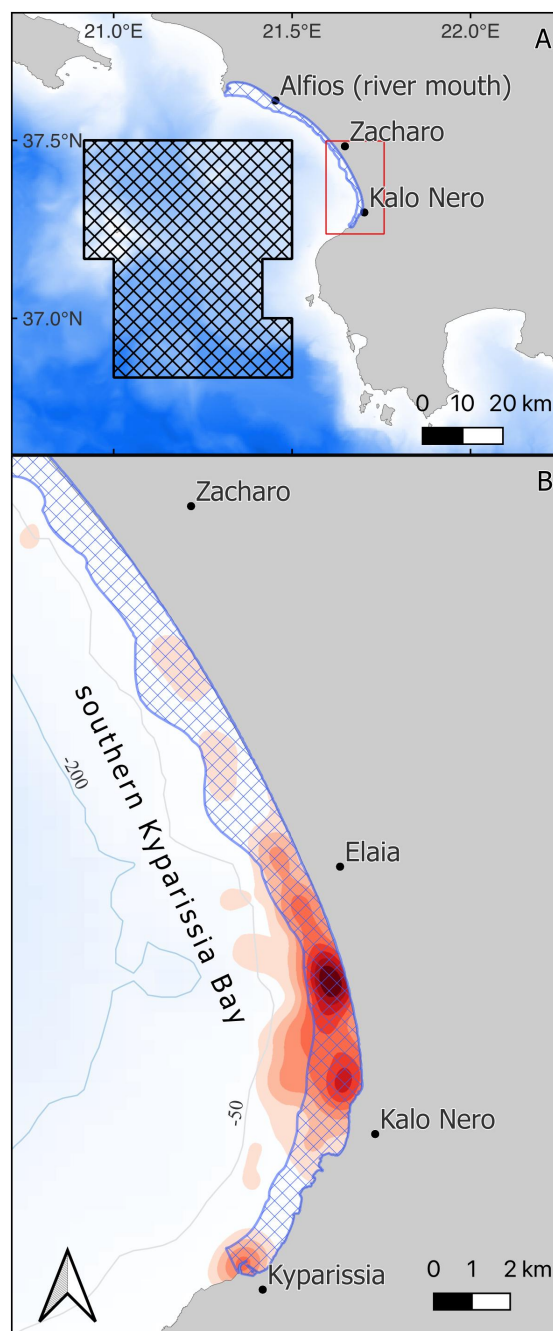 21.0°E 21.5°E 22.0°E
A
Alfios (river mouth)
37.5°N
Zacharo
Kalo Nero
37.0°N
0 10 20 km
B
Zacharo
southern Kyparissia Bay
-200
Elaia
-50
Kalo Nero
Kyparissia
0 1 2 km